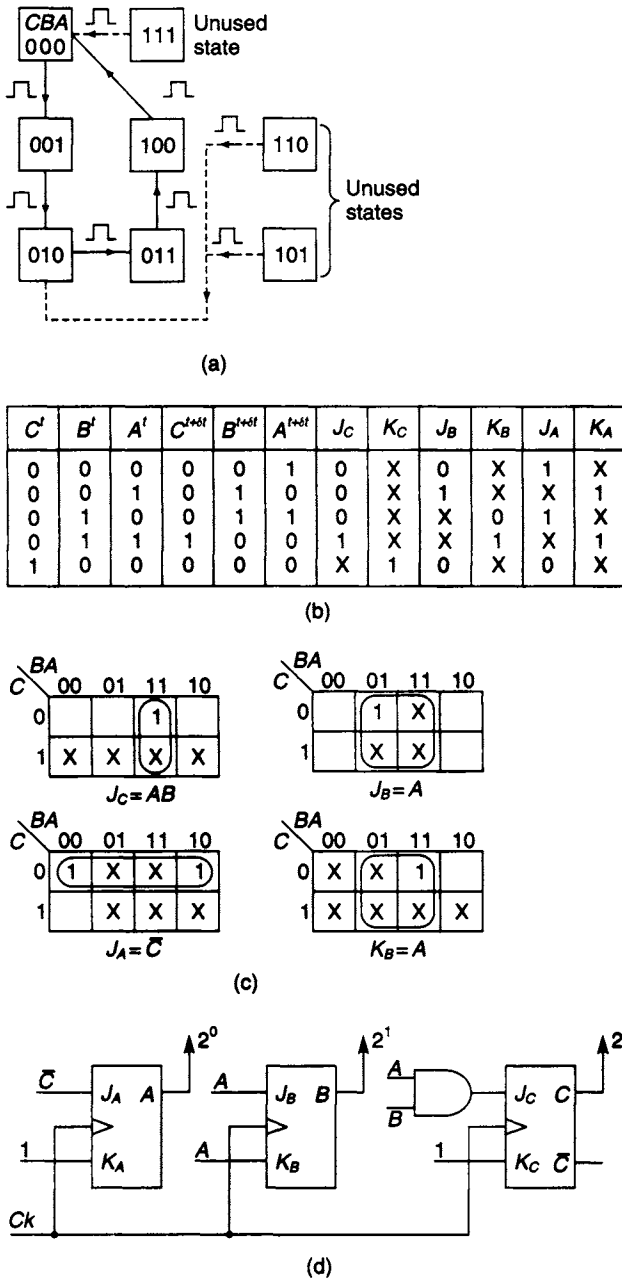 CBA
000
111
Unused
state
001
100
110
Unused
states
010
011
101
(a)
C^t B^t A^t C^{t+δt} B^{t+δt} A^{t+δt} J_C K_C J_B K_B J_A K_A
0 0 0 0 0 1 0 X 0 X 1 X
0 0 1 0 1 0 0 X 1 X X 1
0 1 0 0 1 1 0 X X 0 1 X
0 1 1 1 0 0 1 X X 1 X 1
1 0 0 0 0 0 X 1 0 X 0 X
(b)
BA
C 00 01 11 10
0 1
1 X X X X
J_C = AB
BA
C 00 01 11 10
0 1 X
1 X X
J_B = A
BA
C 00 01 11 10
0 1 X X 1
1 X X X
J_A = C̅
BA
C 00 01 11 10
0 X X 1
1 X X X X
K_B = A
(c)
2^0
2^1
2
C̅ J_A A
A J_B B
A
B
J_C C
1 K_A
A K_B
1 K_C C̅
Ck
(d)